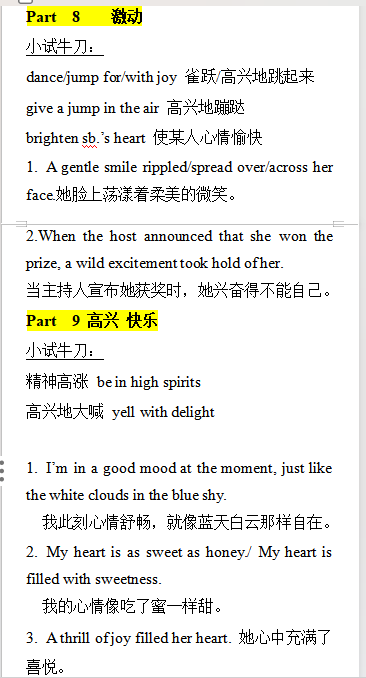 Part 8 激动
小试牛刀：
dance/jump for/with joy 雀跃/高兴地跳起来
give a jump in the air 高兴地蹦跶
brighten sb.’s heart 使某人心情愉快
1. A gentle smile rippled/spread over/across her
face.她脸上荡漾着柔美的微笑。
2.When the host announced that she won the
prize, a wild excitement took hold of her.
当主持人宣布她获奖时，她兴奋得不能自己。
Part 9 高兴 快乐
小试牛刀：
精神高涨 be in high spirits
高兴地大喊 yell with delight
1. I’m in a good mood at the moment, just like
the white clouds in the blue shy.
我此刻心情舒畅，就像蓝天白云那样自在。
2. My heart is as sweet as honey./ My heart is
filled with sweetness.
我的心情像吃了蜜一样甜。
3. A thrill of joy filled her heart. 她心中充满了
喜悦。